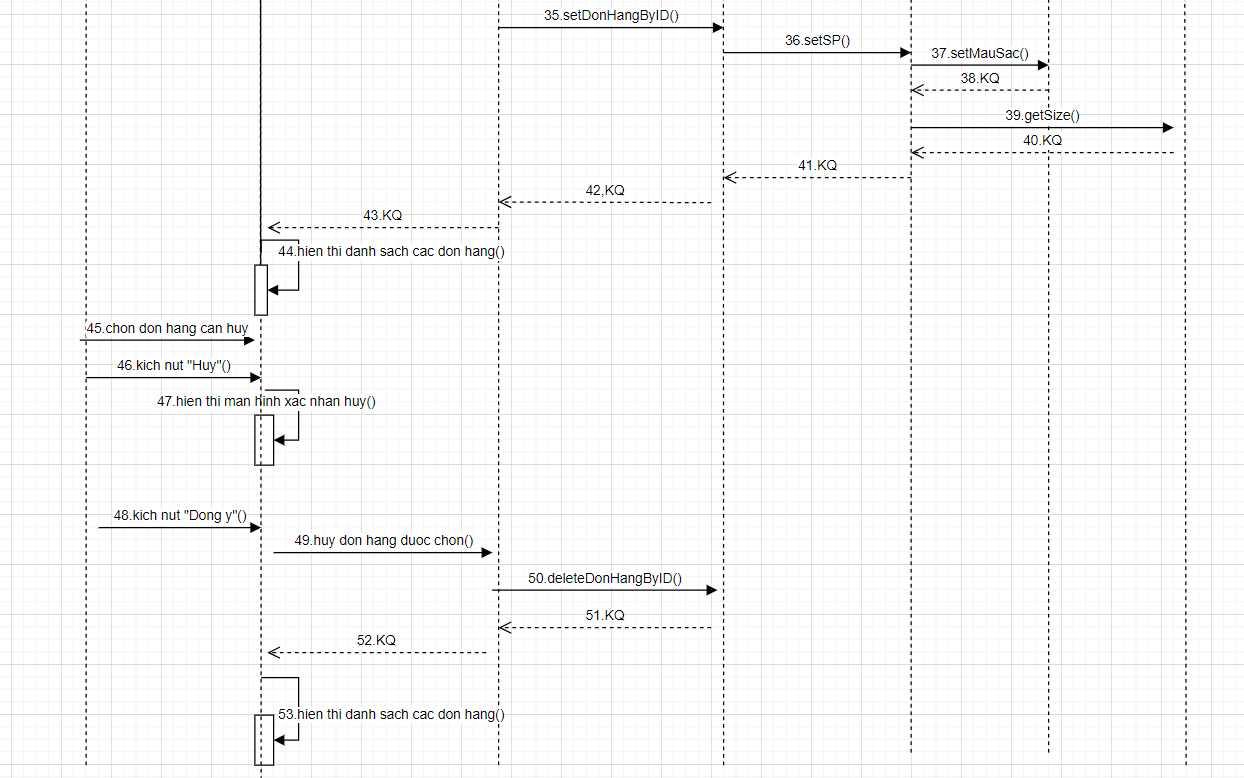 35.setDonHangByID()
36.setSP()
37.setMauSac()
38.KQ
39.getSize()
40.KQ
41.KQ
42,KQ
43.KQ
44.hien thi danh sach cac don hang()
45.chon don hang can huy
46.kich nut "Huy"()
47.hien thi man hinh xac nhan huy()
48.kich nut "Dong y"()
49.huy don hang duoc chon()
50.deleteDonHangByID()
51.KQ
52.KQ
53.hien thi danh sach cac don hang()